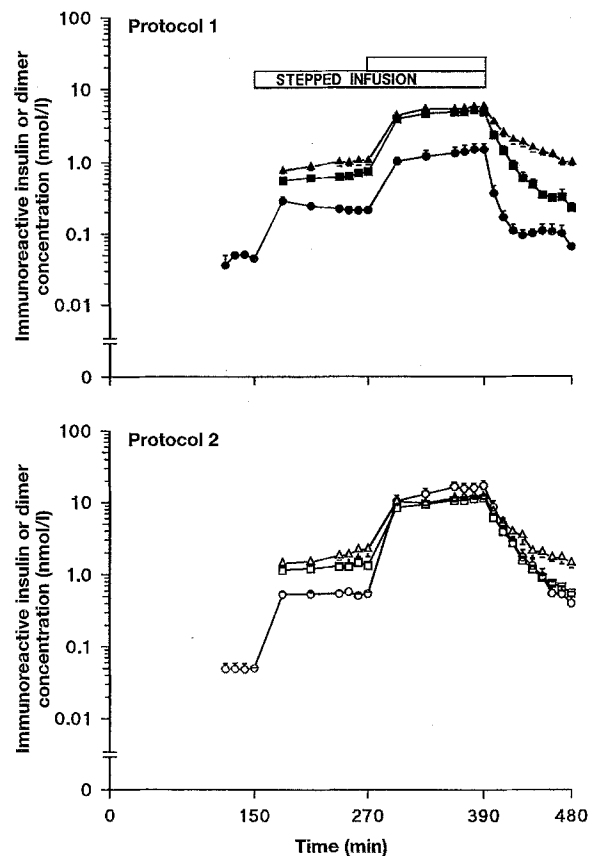 Protocol 1
Immunoreactive insulin or dimer
concentration (nmol/l)
100
10
1.0
0.1
0.01
0
STEPPED INFUSION
Protocol 2
Immunoreactive insulin or dimer
concentration (nmol/l)
100
10
1.0
0.1
0.01
0
0 150 270 390 480
Time (min)